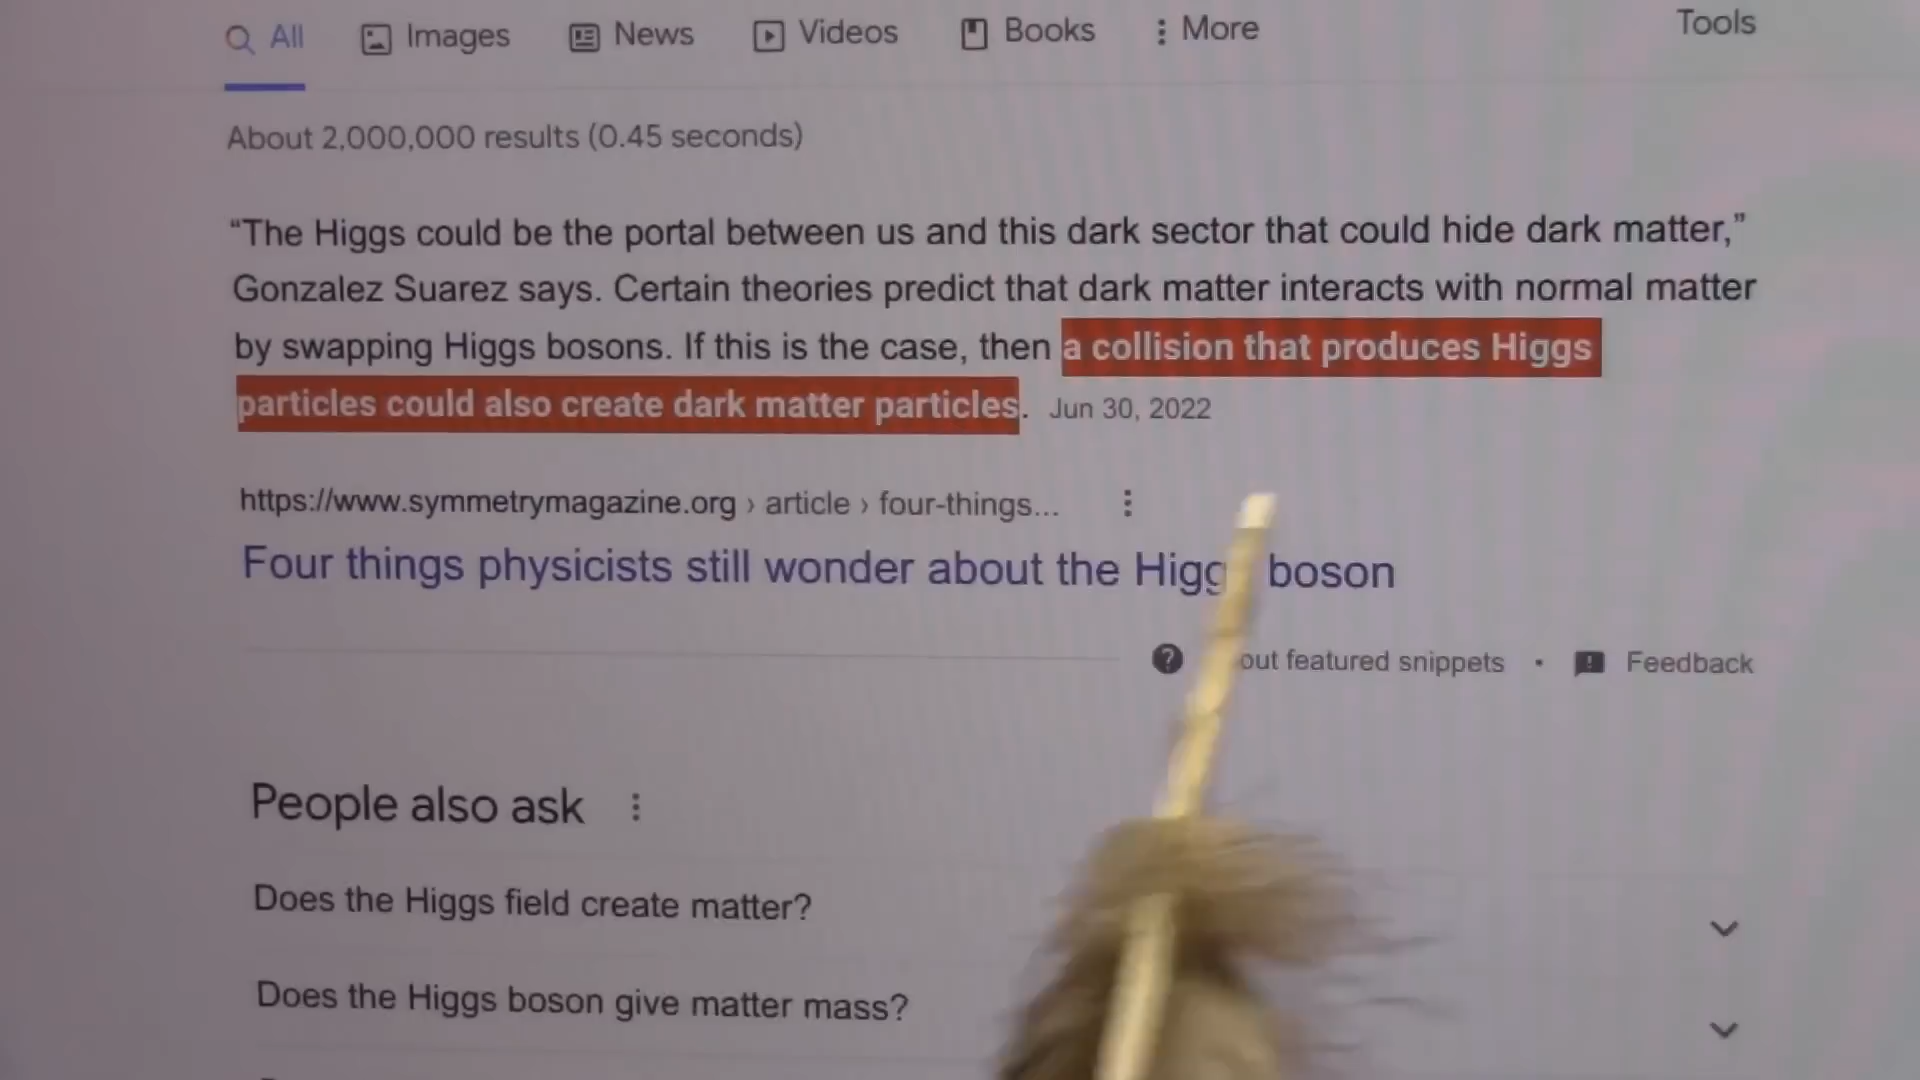 All Images News Videos Books More Tools
About 2,000,000 results (0.45 seconds)
“The Higgs could be the portal between us and this dark sector that could hide dark matter,”
Gonzalez Suarez says. Certain theories predict that dark matter interacts with normal matter
by swapping Higgs bosons. If this is the case, then a collision that produces Higgs
particles could also create dark matter particles. Jun 30, 2022
https://www.symmetrymagazine.org › article › four-things...
Four things physicists still wonder about the Higg boson
out featured snippets • Feedback
People also ask
Does the Higgs field create matter?
Does the Higgs boson give matter mass?